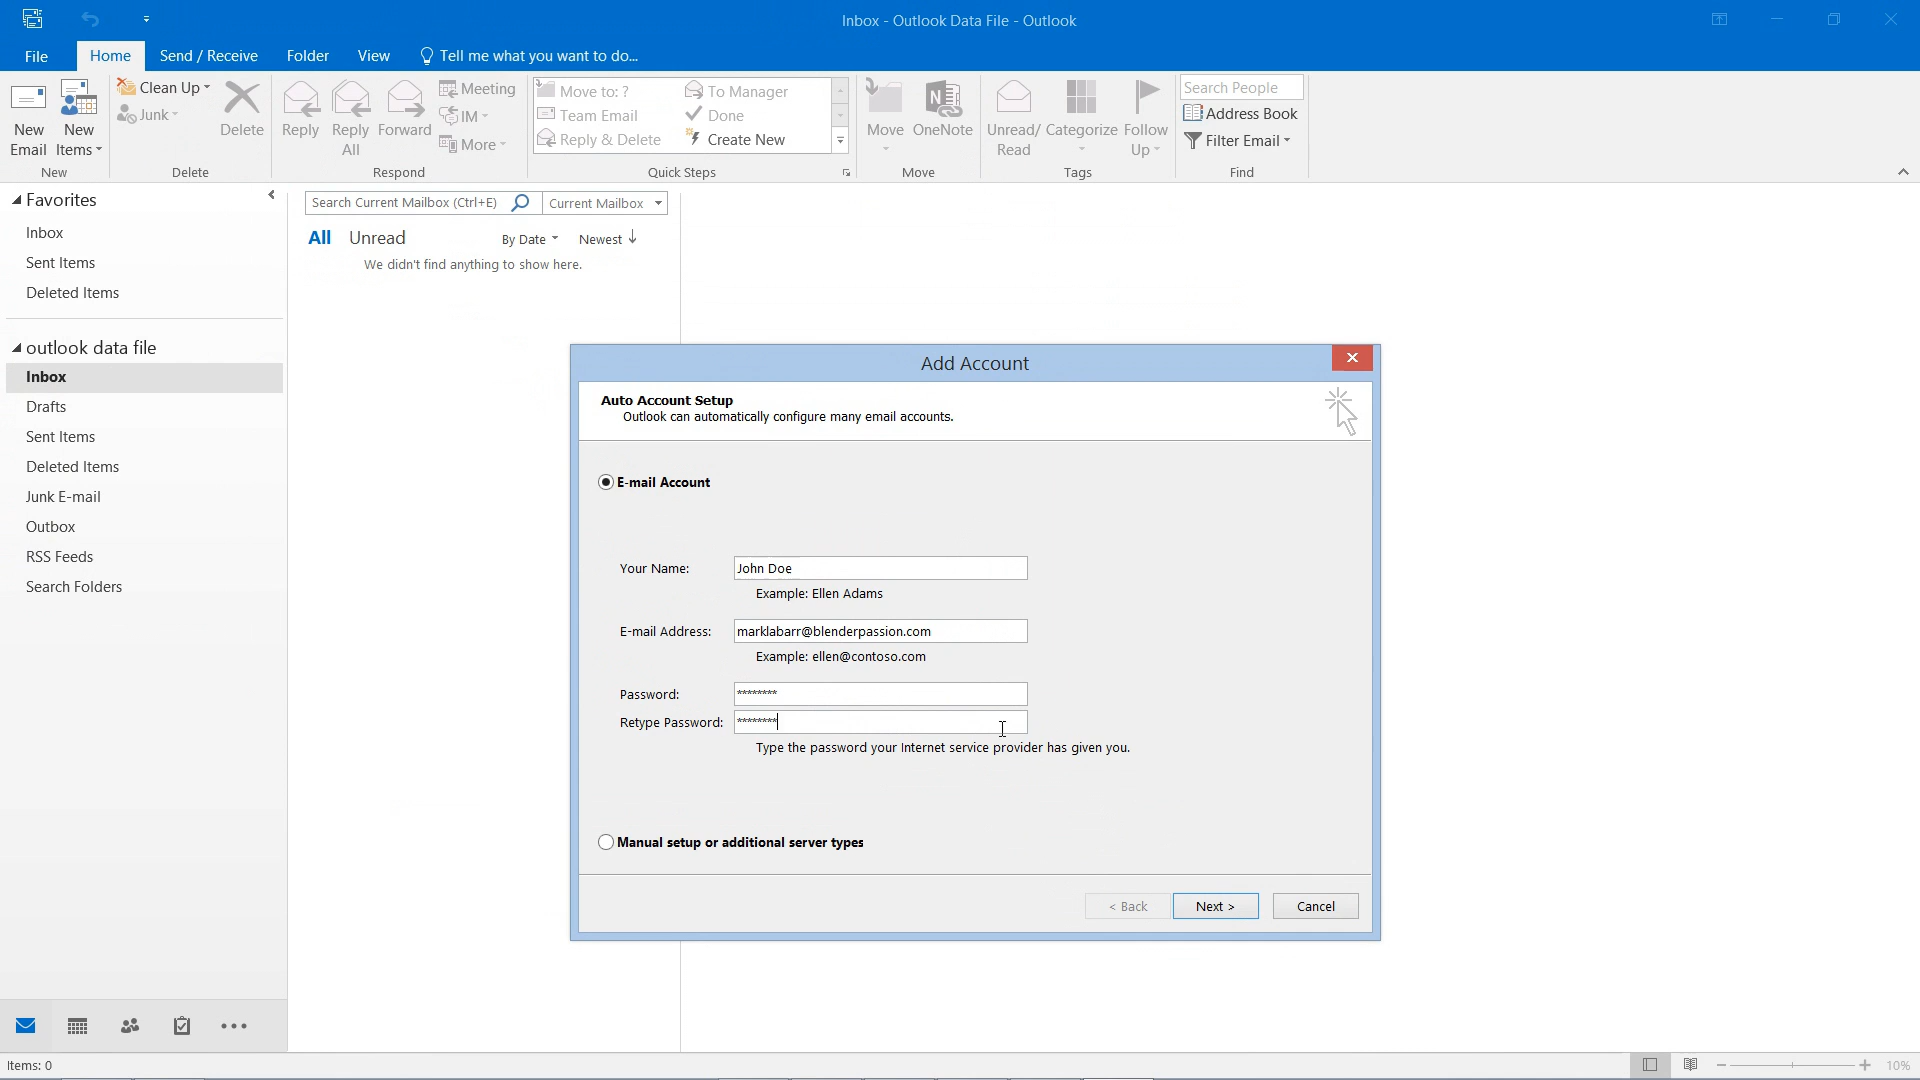 Inbox - Outlook Data File - Outlook
File Home Send / Receive Folder View Tell me what you want to do...
New Email
New Items
New
Clean Up
Junk
Delete
Delete
Reply
Reply All
Forward
Meeting
IM
More
Respond
Move to: ?
Team Email
Reply & Delete
To Manager
Done
Create New
Quick Steps
Move
OneNote
Move
Unread/ Read
Categorize
Follow Up
Tags
Search People
Address Book
Filter Email
Find
Favorites
Inbox
Sent Items
Deleted Items
outlook data file
Inbox
Drafts
Sent Items
Deleted Items
Junk E-mail
Outbox
RSS Feeds
Search Folders
Search Current Mailbox (Ctrl+E) Current Mailbox
All Unread By Date Newest
We didn't find anything to show here.
Add Account
Auto Account Setup
Outlook can automatically configure many email accounts.
E-mail Account
Your Name: John Doe
Example: Ellen Adams
E-mail Address: marklabarr@blenderpassion.com
Example: ellen@contoso.com
Password: ********
Retype Password: ********
Type the password your Internet service provider has given you.
Manual setup or additional server types
< Back Next > Cancel
Items: 0
10%